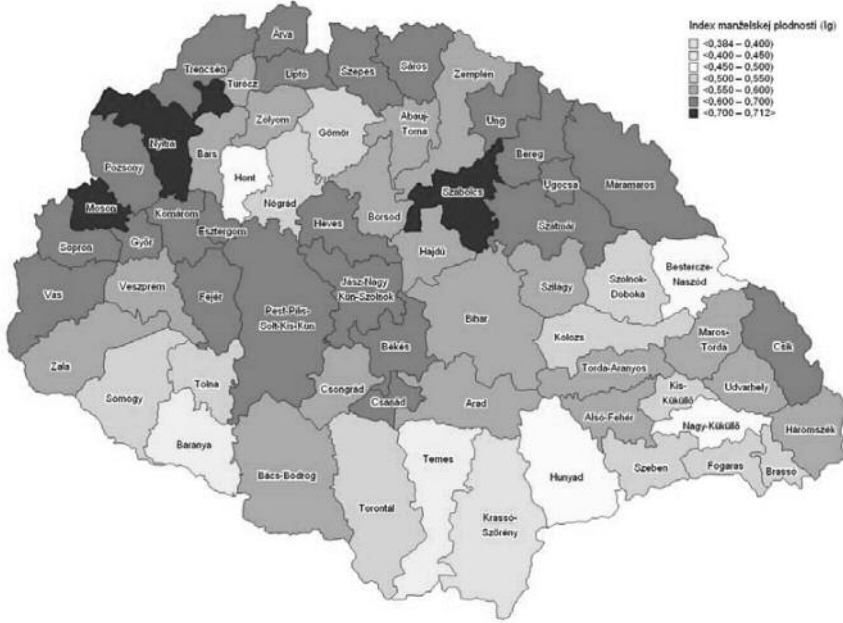 Index manželskej plodnosti (Ig)
<0,384 – 0,400)
<0,400 – 0,450)
<0,450 – 0,500)
<0,500 – 0,550)
<0,550 – 0,600)
<0,600 – 0,700)
<0,700 – 0,712>
Árva
Trencsén
Turócz
Liptó
Szepes
Sáros
Zemplén
Nyitra
Zólyom
Gömör
Abauj-
Torna
Ung
Bereg
Pozsony
Bars
Hont
Nógrád
Borsod
Szabolcs
Ugocsa
Máramaros
Moson
Komárom
Esztergom
Heves
Szatmár
Sopron
Győr
Hajdú
Vas
Veszprém
Fejér
Pest-Pilis-
Solt-Kis-Kun
Jász-Nagy
Kun-Szolnok
Bihar
Szilágy
Szolnok-
Doboka
Besztercze-
Naszód
Zala
Somogy
Tolna
Csongrád
Békés
Csanád
Arad
Kolozs
Torda-Aranyos
Maros-
Torda
Csik
Kis-
Küküllő
Udvarhely
Baranya
Bács-Bodrog
Torontál
Temes
Krassó-
Szörény
Hunyad
Alsó-Fehér
Nagy-Küküllő
Szeben
Fogaras
Brassó
Háromszék